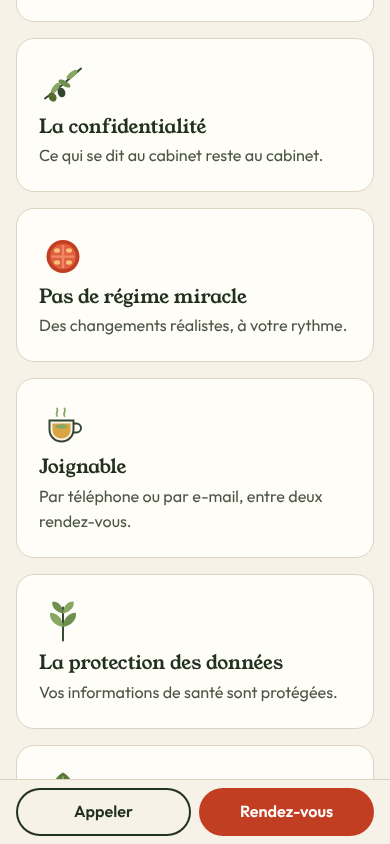 La confidentialité
Ce qui se dit au cabinet reste au cabinet.
Pas de régime miracle
Des changements réalistes, à votre rythme.
Joignable
Par téléphone ou par e-mail, entre deux
rendez-vous.
La protection des données
Vos informations de santé sont protégées.
Appeler
Rendez-vous